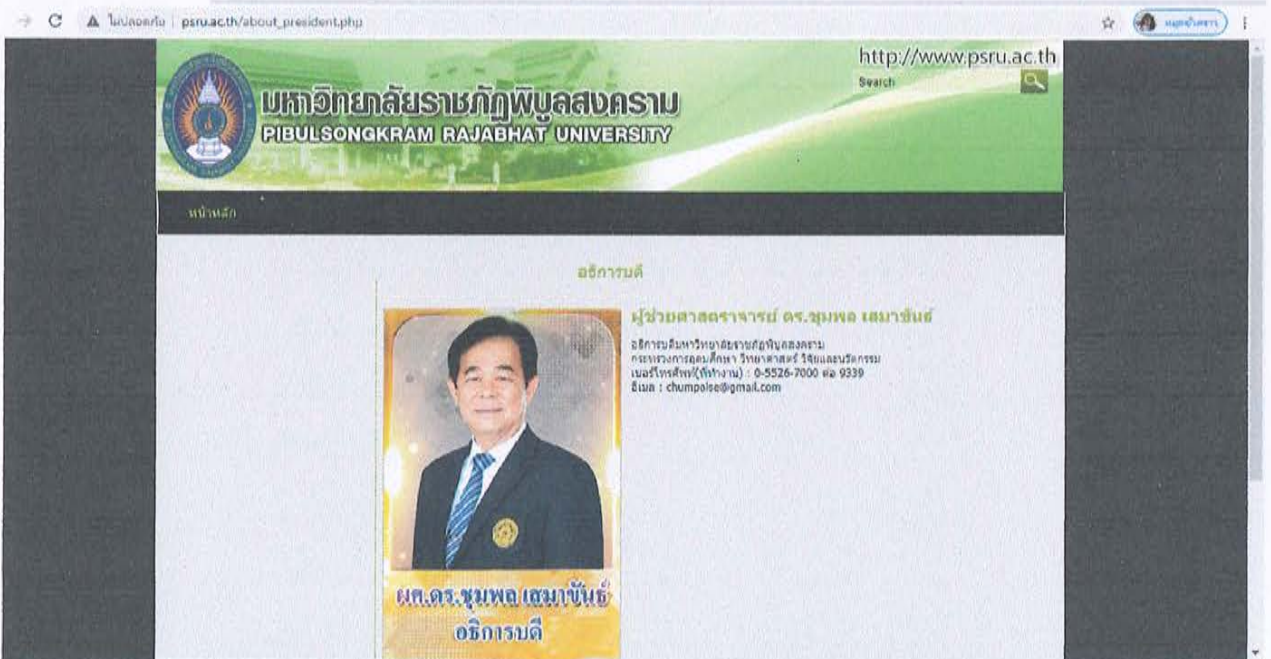 ไม่ปลอดภัย | psru.ac.th/about_president.php
http://www.psru.ac.th
Search
มหาวิทยาลัยราชภัฏพิบูลสงคราม
PIBULSONGKRAM RAJABHAT UNIVERSITY
หน้าหลัก
อธิการบดี
ผู้ช่วยศาสตราจารย์ ดร.ชุมพล เสมาขันธ์
อธิการบดีมหาวิทยาลัยราชภัฏพิบูลสงคราม
กระทรวงการอุดมศึกษา วิทยาศาสตร์ วิจัยและนวัตกรรม
เบอร์โทรศัพท์(ที่ทำงาน) : 0-5526-7000 ต่อ 9339
อีเมล : chumpolse@gmail.com
ผศ.ดร.ชุมพล เสมาขันธ์
อธิการบดี